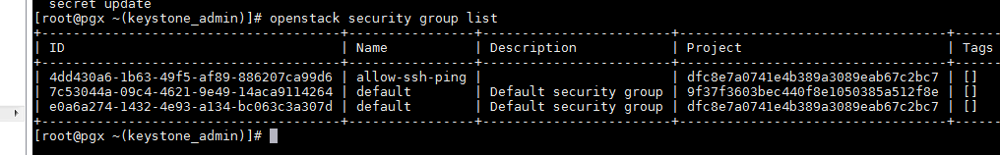 secret update
[root@pgx ~(keystone_admin)]# openstack security group list
+--------------------------------------+----------------+------------------------+----------------------------------+------
| ID | Name | Description | Project | Tags
+--------------------------------------+----------------+------------------------+----------------------------------+------
| 4dd430a6-1b63-49f5-af89-886207ca99d6 | allow-ssh-ping | | dfc8e7a0741e4b389a3089eab67c2bc7 | []
| 7c53044a-09c4-4621-9e49-14aca9114264 | default | Default security group | 9f37f3603bec440f8e1050385a512f8e | []
| e0a6a274-1432-4e93-a134-bc063c3a307d | default | Default security group | dfc8e7a0741e4b389a3089eab67c2bc7 | []
+--------------------------------------+----------------+------------------------+----------------------------------+------
[root@pgx ~(keystone_admin)]#